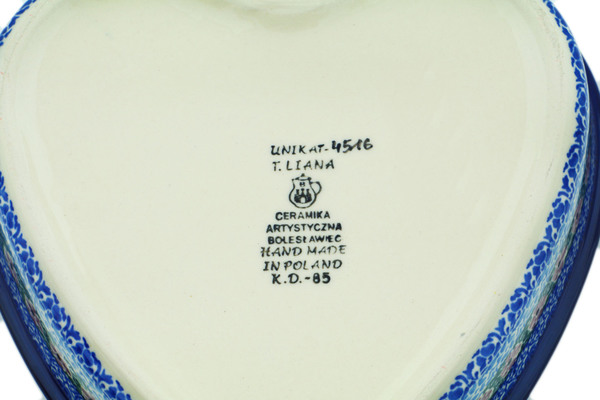 UNIKAT-4516
T. LIANA
CERAMIKA
ARTYSTYCZNA
BOLESŁAWIEC
HAND MADE
IN POLAND
K.D.-85